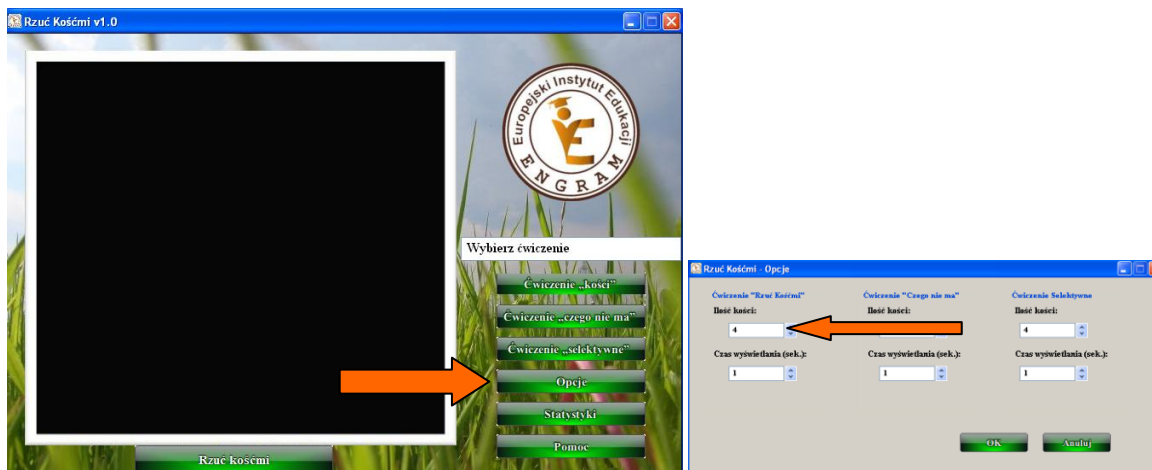 Rzuć Kośćmi v1.0
Europejski Instytut Edukacji
ENGRAM
Wybierz ćwiczenie
Ćwiczenie „kości”
Ćwiczenie „czego nie ma”
Ćwiczenie „selektywne”
Opcje
Statystyki
Pomoc
Rzuć kośćmi
Rzuć Kośćmi - Opcje
Ćwiczenie "Rzuć Kośćmi"
Ilość kości:
4
Czas wyświetlania (sek.):
1
Ćwiczenie "Czego nie ma"
Ilość kości:
Czas wyświetlania (sek.):
1
Ćwiczenie Selektywne
Ilość kości:
4
Czas wyświetlania (sek.):
1
OK
Anuluj